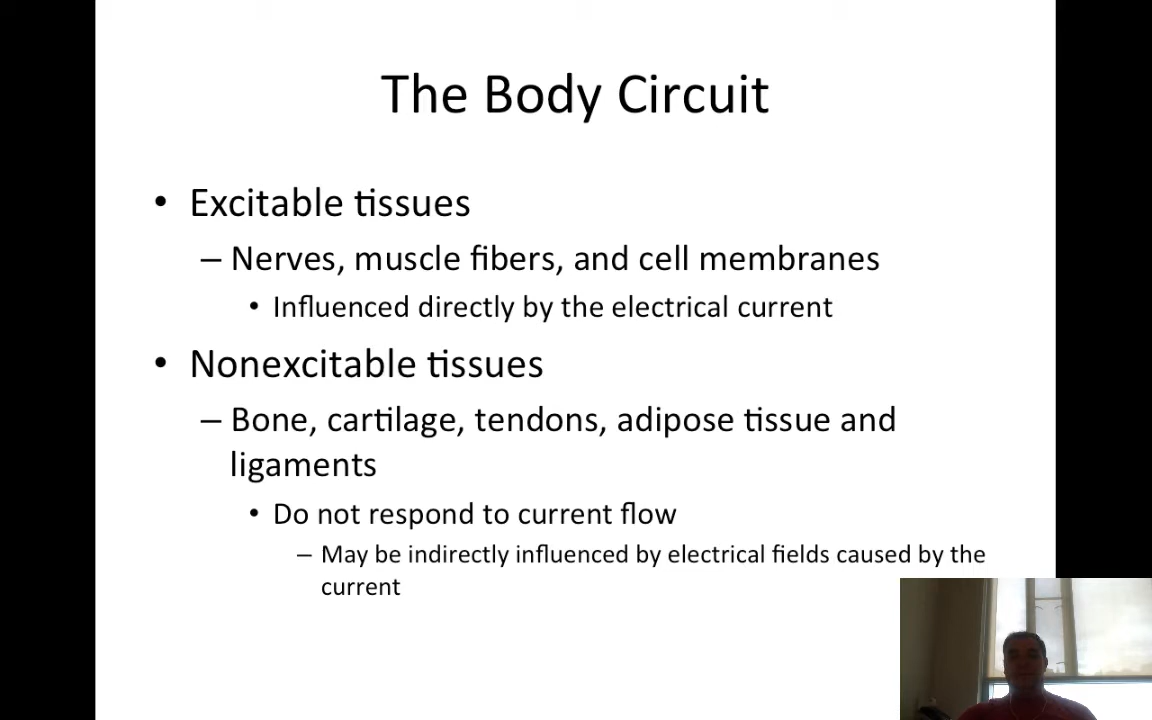 The Body Circuit
• Excitable tissues
– Nerves, muscle fibers, and cell membranes
• Influenced directly by the electrical current
• Nonexcitable tissues
– Bone, cartilage, tendons, adipose tissue and
ligaments
• Do not respond to current flow
– May be indirectly influenced by electrical fields caused by the
current